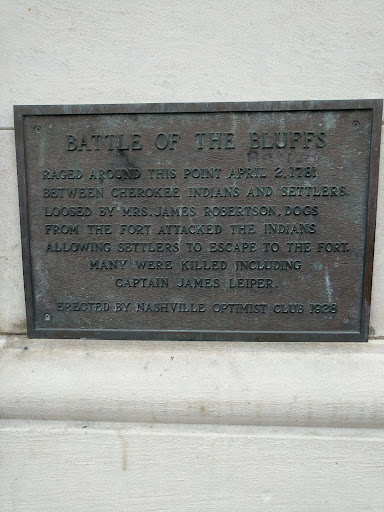 BATTLE OF THE BLUFFS
RAGED AROUND THIS POINT APRIL 2, 1781
BETWEEN CHEROKEE INDIANS AND SETTLERS.
LOOSED BY MRS. JAMES ROBERTSON, DOGS
FROM THE FORT ATTACKED THE INDIANS
ALLOWING SETTLERS TO ESCAPE TO THE FORT.
MANY WERE KILLED INCLUDING
CAPTAIN JAMES LEIPER.
ERECTED BY NASHVILLE OPTIMIST CLUB 1928